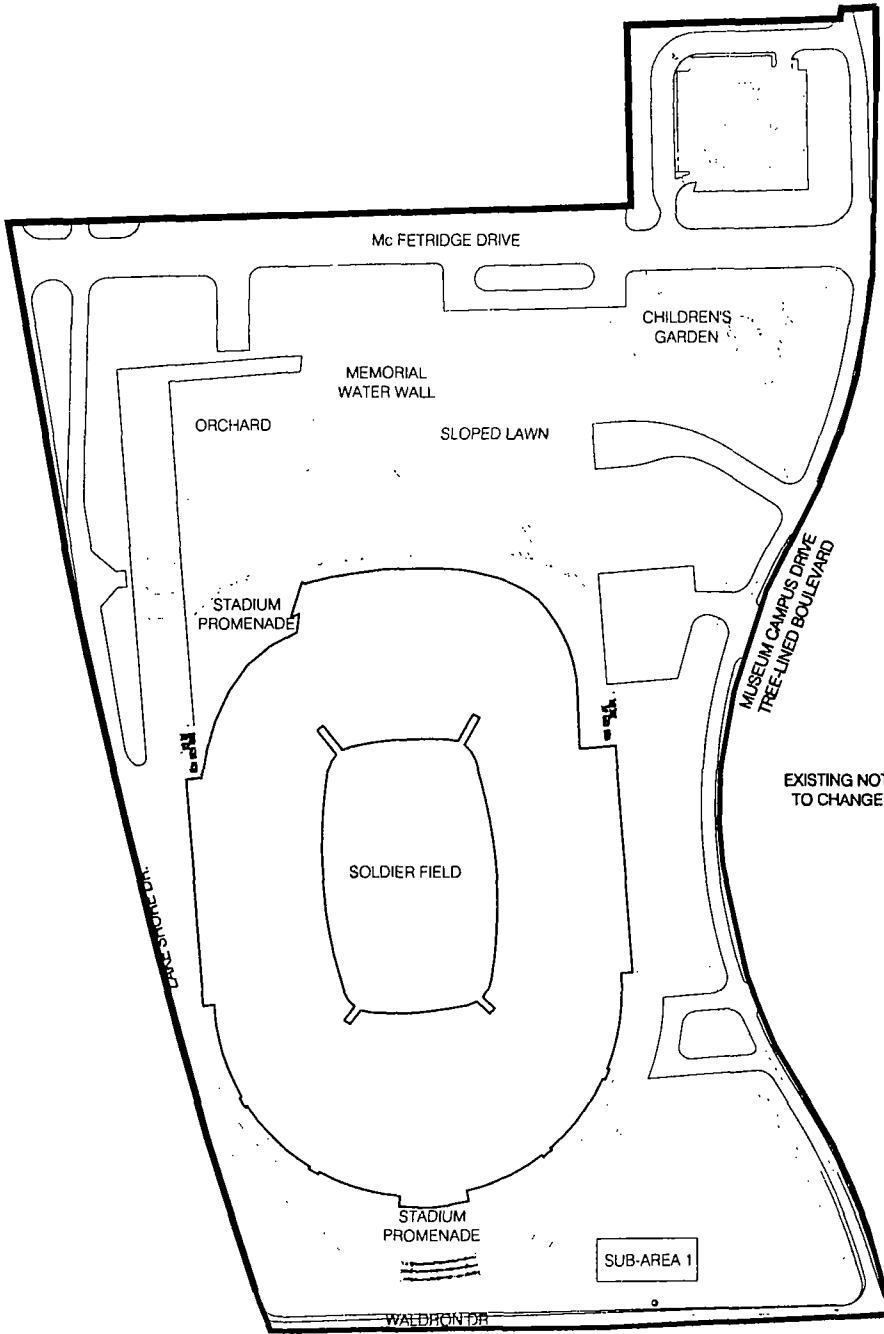 Mc FETRIDGE DRIVE
CHILDREN'S
GARDEN
MEMORIAL
WATER WALL
ORCHARD
SLOPED LAWN
MUSEUM CAMPUS DRIVE
TREE-LINED BOULEVARD
STADIUM
PROMENADE
EXISTING NOT
TO CHANGE
SOLDIER FIELD
LAKE SHORE DR.
STADIUM
PROMENADE
SUB-AREA 1
WALDRON DR